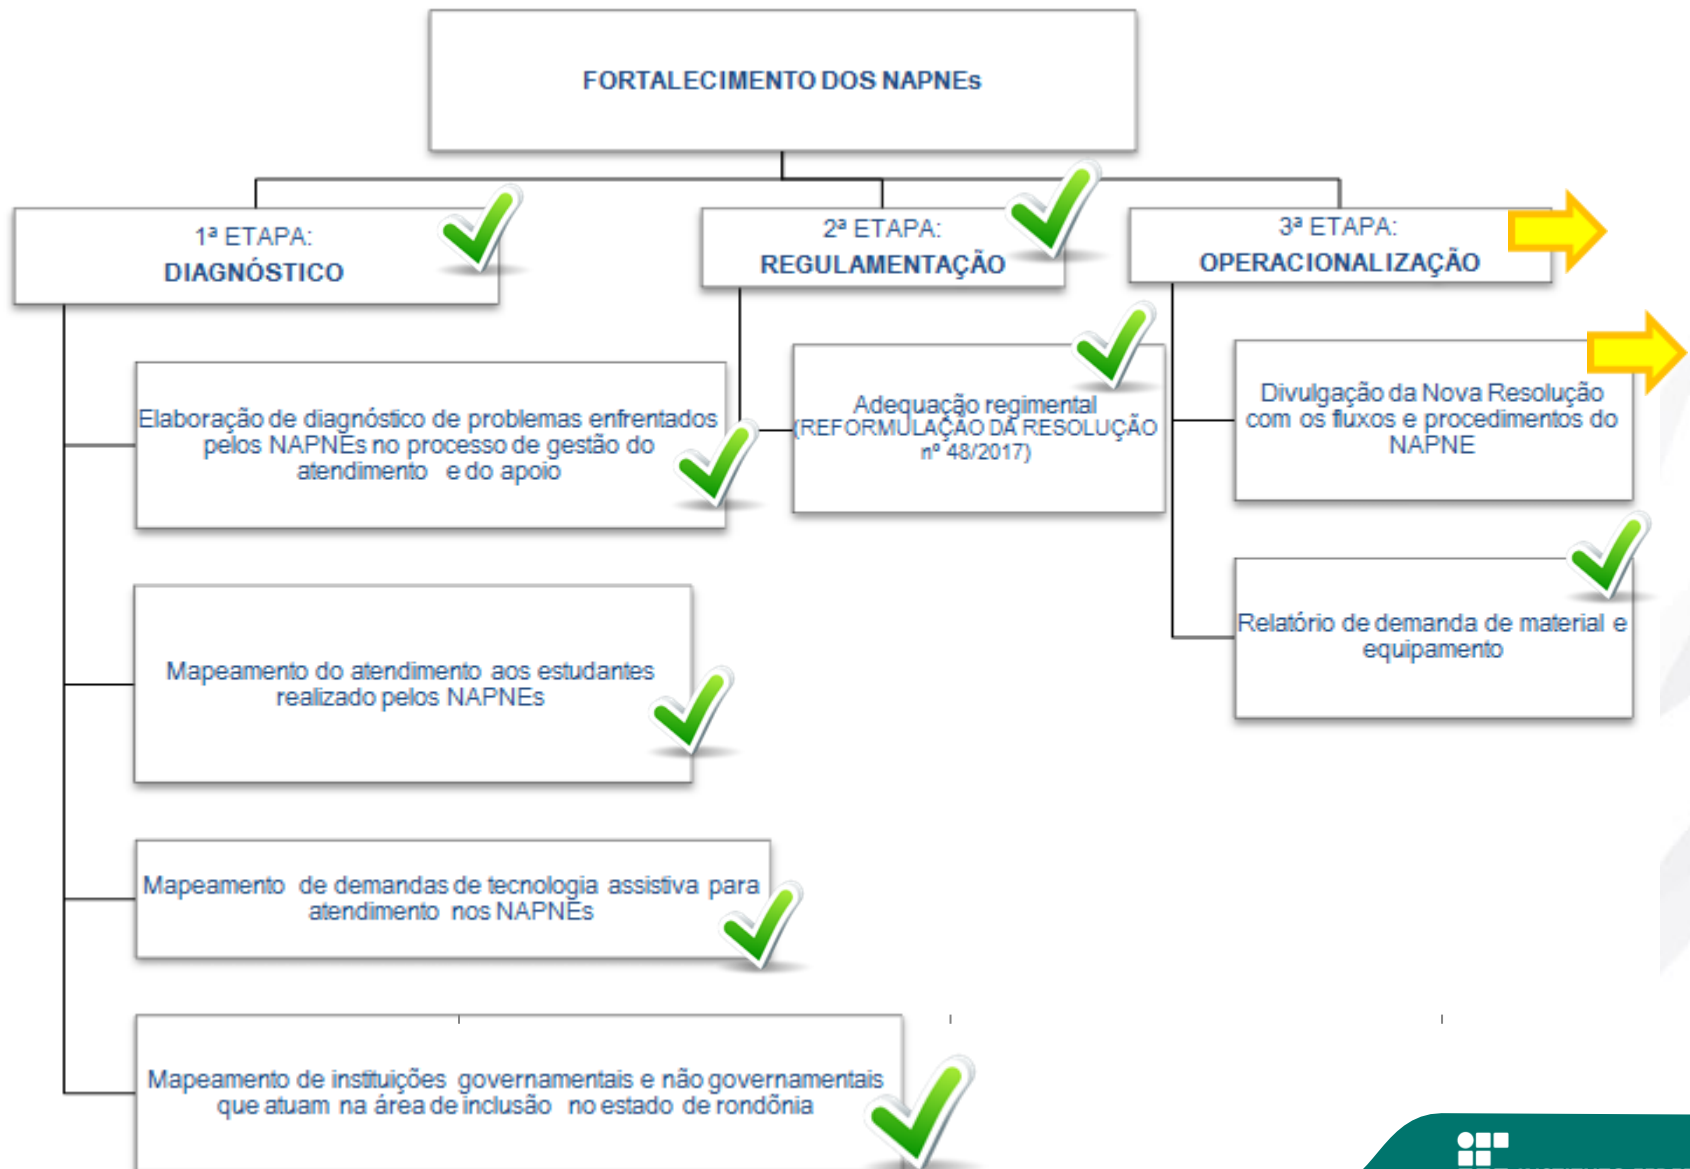 FORTALECIMENTO DOS NAPNEs
1ª ETAPA:
DIAGNÓSTICO
Elaboração de diagnóstico de problemas enfrentados
pelos NAPNEs no processo de gestão do
atendimento e do apoio
Mapeamento do atendimento aos estudantes
realizado pelos NAPNEs
Mapeamento de demandas de tecnologia assistiva para
atendimento nos NAPNEs
Mapeamento de instituições governamentais e não governamentais
que atuam na área de inclusão no estado de rondônia
2ª ETAPA:
REGULAMENTAÇÃO
Adequação regimental
(REFORMULAÇÃO DA RESOLUÇÃO
nº 48/2017)
3ª ETAPA:
OPERACIONALIZAÇÃO
Divulgação da Nova Resolução
com os fluxos e procedimentos do
NAPNE
Relatório de demanda de material e
equipamento